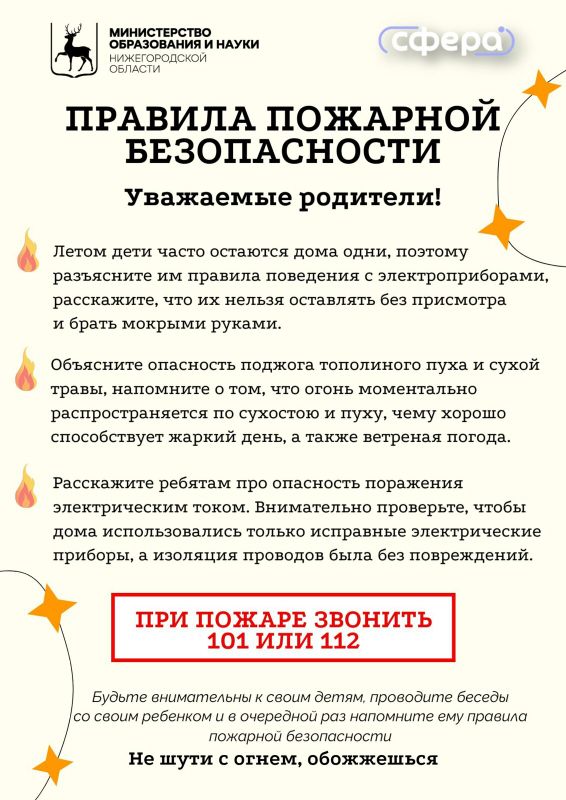 МИНИСТЕРСТВО
ОБРАЗОВАНИЯ И НАУКИ
НИЖЕГОРОДСКОЙ
ОБЛАСТИ
сфера
ПРАВИЛА ПОЖАРНОЙ
БЕЗОПАСНОСТИ
Уважаемые родители!
Летом дети часто остаются дома одни, поэтому
разъясните им правила поведения с электроприборами,
расскажите, что их нельзя оставлять без присмотра
и брать мокрыми руками.
Объясните опасность поджога тополиного пуха и сухой
травы, напомните о том, что огонь моментально
распространяется по сухостою и пуху, чему хорошо
способствует жаркий день, а также ветреная погода.
Расскажите ребятам про опасность поражения
электрическим током. Внимательно проверьте, чтобы
дома использовались только исправные электрические
приборы, а изоляция проводов была без повреждений.
ПРИ ПОЖАРЕ ЗВОНИТЬ
101 ИЛИ 112
Будьте внимательны к своим детям, проводите беседы
со своим ребенком и в очередной раз напомните ему правила
пожарной безопасности
Не шути с огнем, обожжешься